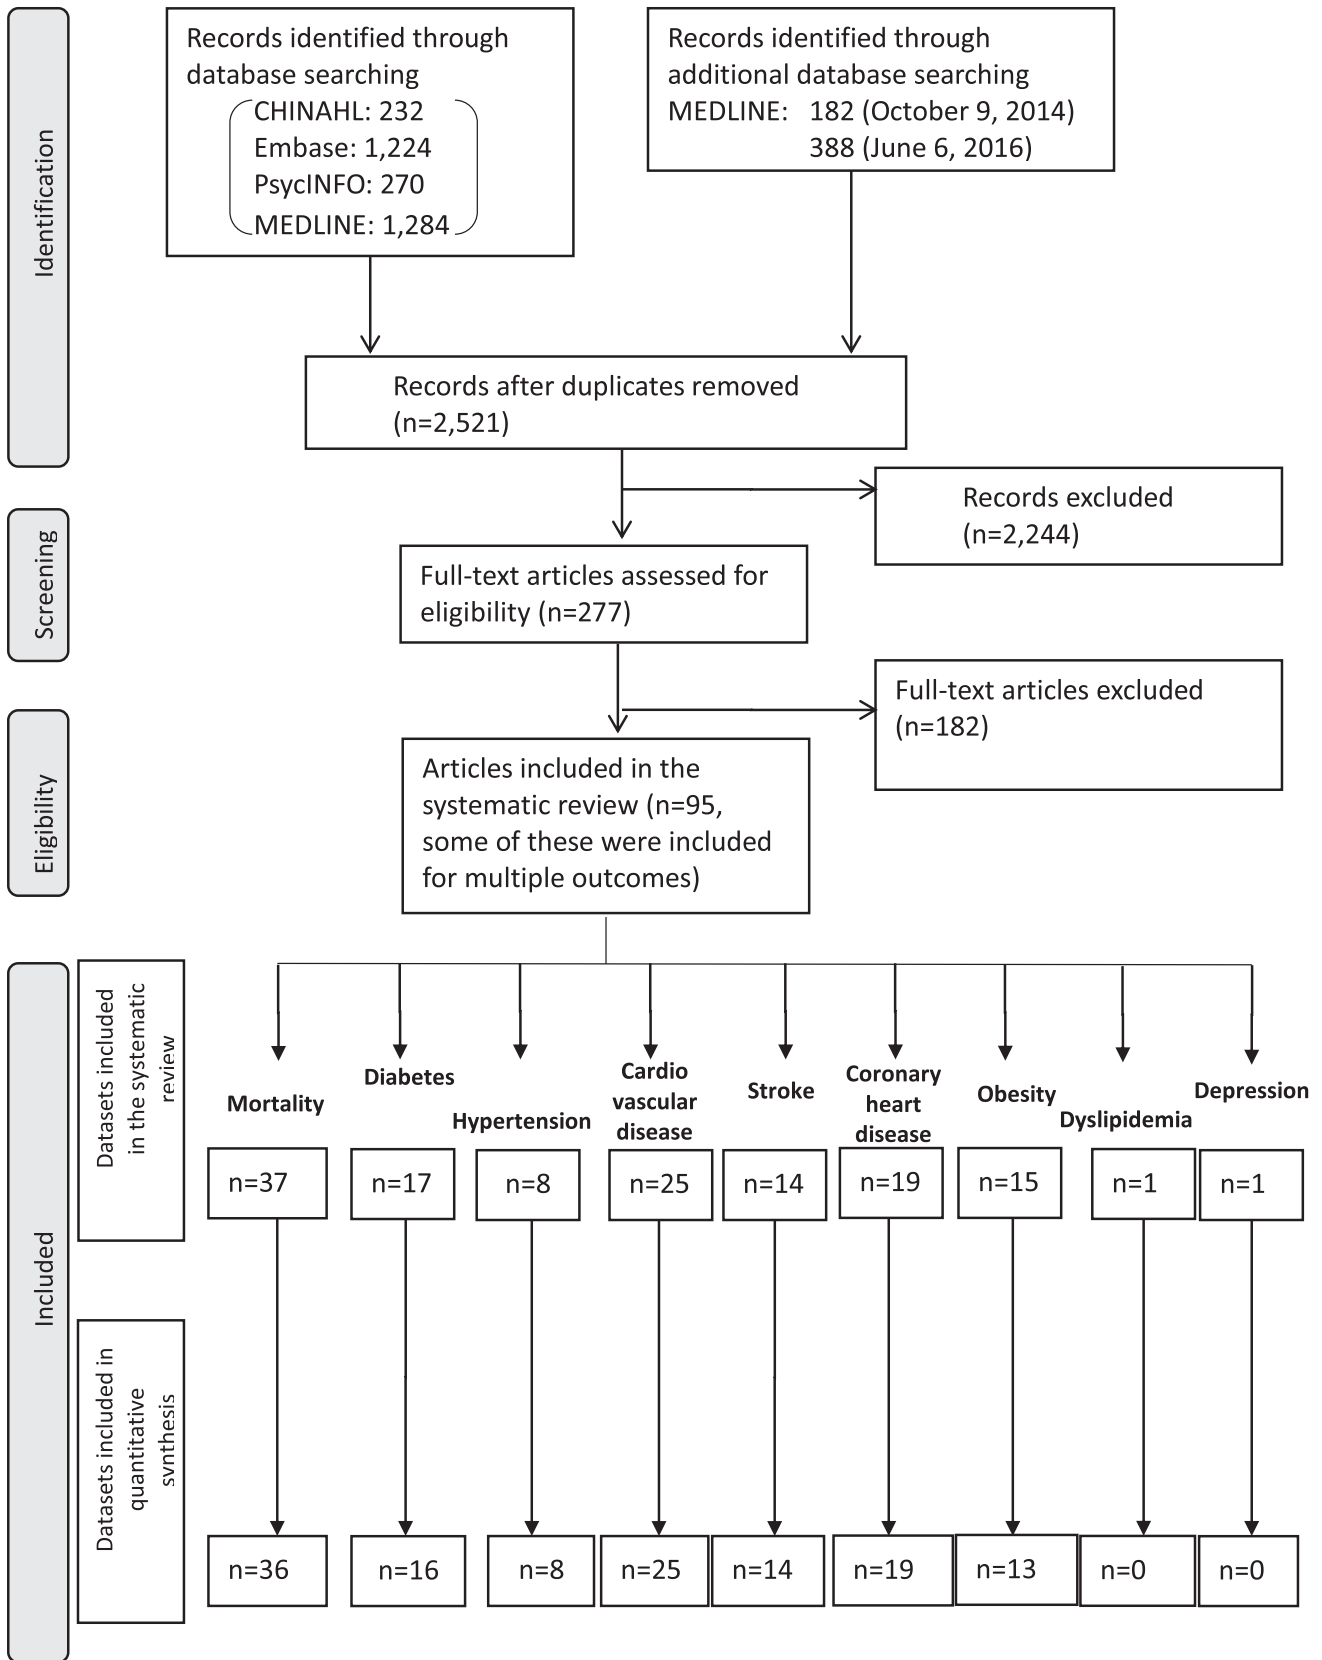 Identification
Records identified through
database searching
CHINAHL: 232
Embase: 1,224
PsycINFO: 270
MEDLINE: 1,284
Records identified through
additional database searching
MEDLINE: 182 (October 9, 2014)
388 (June 6, 2016)
Records after duplicates removed
(n=2,521)
Records excluded
(n=2,244)
Screening
Full-text articles assessed for
eligibility (n=277)
Full-text articles excluded
(n=182)
Eligibility
Articles included in the
systematic review (n=95,
some of these were included
for multiple outcomes)
Included
Datasets included
in the systematic
review
Mortality
Diabetes
Hypertension
Cardio
vascular
disease
Stroke
Coronary
heart
disease
Obesity
Dyslipidemia
Depression
n=37
n=17
n=8
n=25
n=14
n=19
n=15
n=1
n=1
Datasets included in
quantitative
synthesis
n=36
n=16
n=8
n=25
n=14
n=19
n=13
n=0
n=0